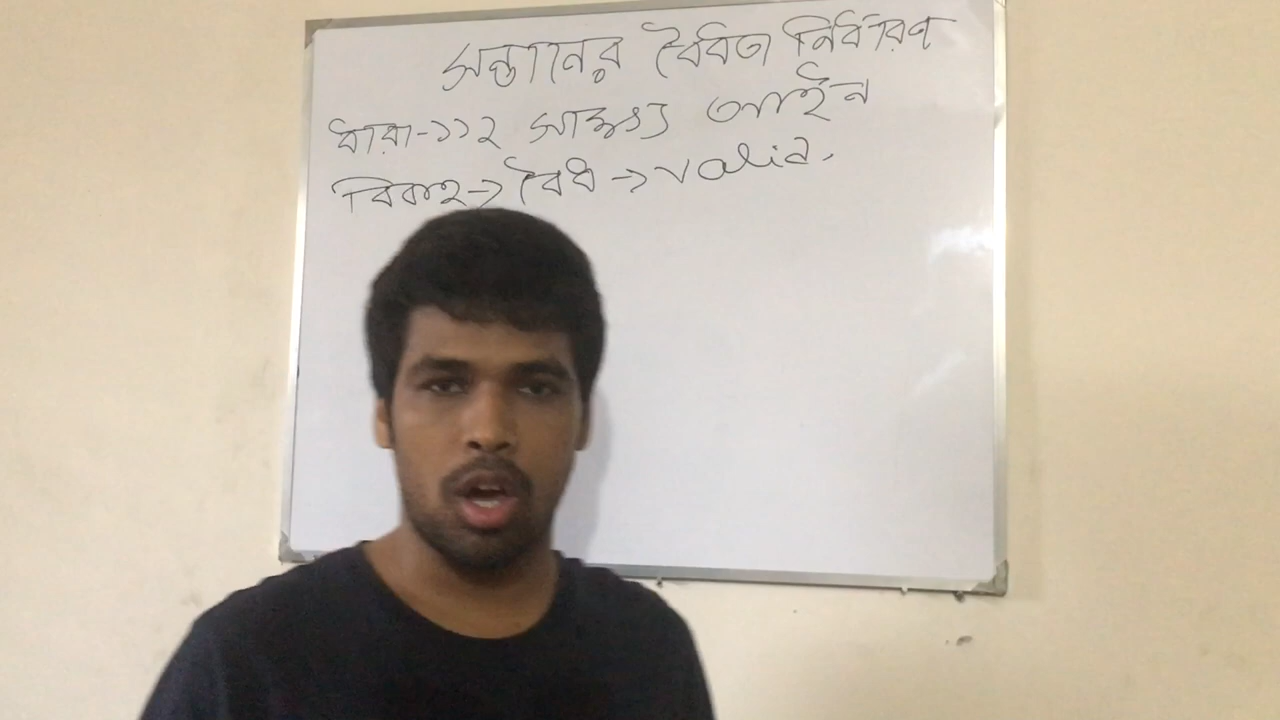 সন্তানের বৈধতা নির্ধারণ
ধারা-১১২ সাক্ষ্য আইন
বিবাহ→ বৈধ → valid.